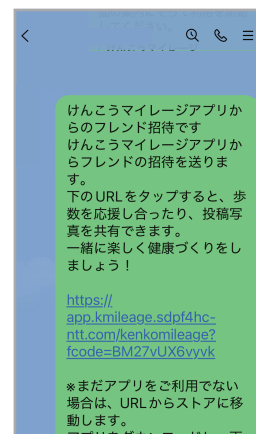 けんこうマイレージアプリか
らのフレンド招待です
けんこうマイレージアプリか
らフレンドの招待を送りま
す。
下のURLをタップすると、歩
数を応援し合ったり、投稿写
真を共有できます。
一緒に楽しく健康づくりをし
ましょう！
https://
app.kmileage.sdpf4hc-
ntt.com/kenkomileage?
fcode=BM27vUX6vyvk
※まだアプリをご利用でない
場合は、URLからストアに移
動します。